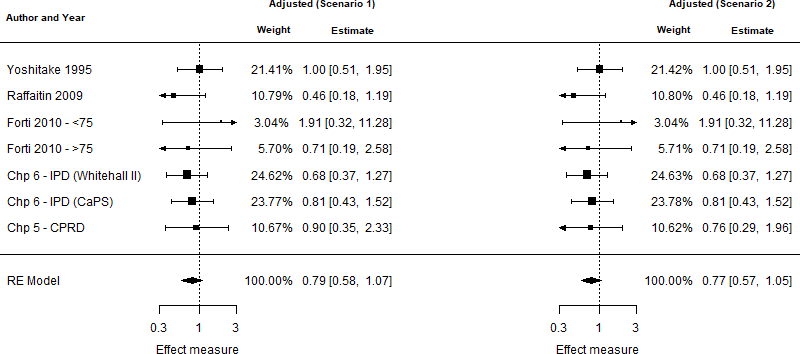 Adjusted (Scenario 1) Adjusted (Scenario 2)
Author and Year
Weight Estimate Weight Estimate
Yoshitake 1995 21.41% 1.00 [0.51, 1.95] 21.42% 1.00 [0.51, 1.95]
Raffaitin 2009 10.79% 0.46 [0.18, 1.19] 10.80% 0.46 [0.18, 1.19]
Forti 2010 - <75 3.04% 1.91 [0.32, 11.28] 3.04% 1.91 [0.32, 11.28]
Forti 2010 - >75 5.70% 0.71 [0.19, 2.58] 5.71% 0.71 [0.19, 2.58]
Chp 6 - IPD (Whitehall II) 24.62% 0.68 [0.37, 1.27] 24.63% 0.68 [0.37, 1.27]
Chp 6 - IPD (CaPS) 23.77% 0.81 [0.43, 1.52] 23.78% 0.81 [0.43, 1.52]
Chp 5 - CPRD 10.67% 0.90 [0.35, 2.33] 10.62% 0.76 [0.29, 1.96]
RE Model 100.00% 0.79 [0.58, 1.07] 100.00% 0.77 [0.57, 1.05]
0.3 1 3 0.3 1 3
Effect measure Effect measure